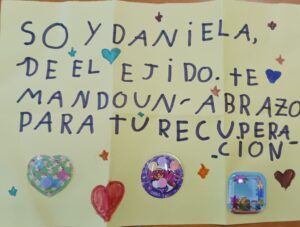 SOY DANIELA,
DE EL EJIDO. TE
MANDO UN- ABRAZO
PARA TU RECUPERA
-CION-